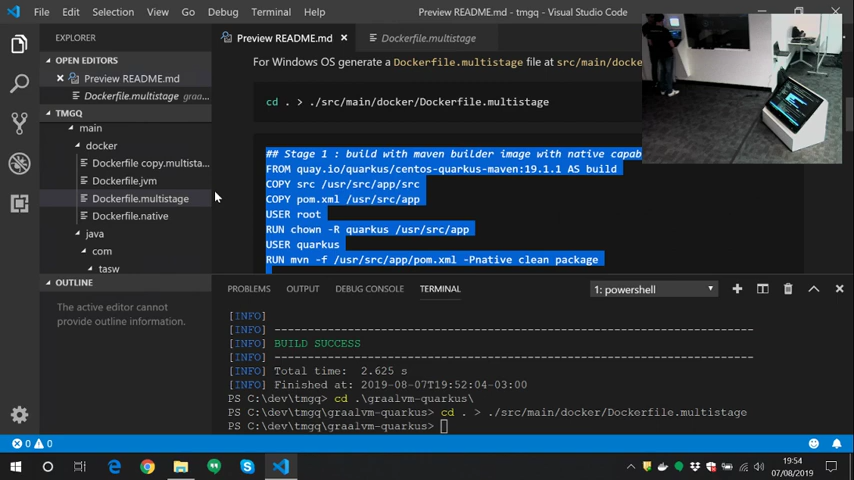 File Edit Selection View Go Debug Terminal Help
Preview README.md - tmgq - Visual Studio Code
EXPLORER
OPEN EDITORS
Preview README.md
Dockerfile.multistage graa...
TMGQ
main
docker
Dockerfile copy.multista...
Dockerfile.jvm
Dockerfile.multistage
Dockerfile.native
java
com
tasw
OUTLINE
The active editor cannot
provide outline information.
Preview README.md
Dockerfile.multistage
For Windows OS generate a Dockerfile.multistage file at src/main/docke
cd . > ./src/main/docker/Dockerfile.multistage
## Stage 1 : build with maven builder image with native capab
FROM quay.io/quarkus/centos-quarkus-maven:19.1.1 AS build
COPY src /usr/src/app/src
COPY pom.xml /usr/src/app
USER root
RUN chown -R quarkus /usr/src/app
USER quarkus
RUN mvn -f /usr/src/app/pom.xml -Pnative clean package
PROBLEMS OUTPUT DEBUG CONSOLE TERMINAL
1: powershell
[INFO]
[INFO] ------------------------------------------------------------------------
[INFO] BUILD SUCCESS
[INFO] ------------------------------------------------------------------------
[INFO] Total time: 2.625 s
[INFO] Finished at: 2019-08-07T19:52:04-03:00
PS C:\dev\tmgq> cd .\graalvm-quarkus\
PS C:\dev\tmgq\graalvm-quarkus> cd . > ./src/main/docker/Dockerfile.multistage
PS C:\dev\tmgq\graalvm-quarkus>
0 0
19:54
07/08/2019